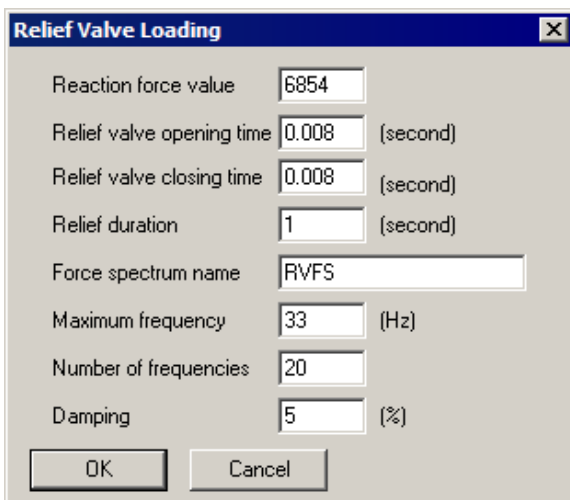 Relief Valve Loading
Reaction force value 6854
Relief valve opening time 0.008 (second)
Relief valve closing time 0.008 (second)
Relief duration 1 (second)
Force spectrum name RVFS
Maximum frequency 33 (Hz)
Number of frequencies 20
Damping 5 (%)
OK Cancel